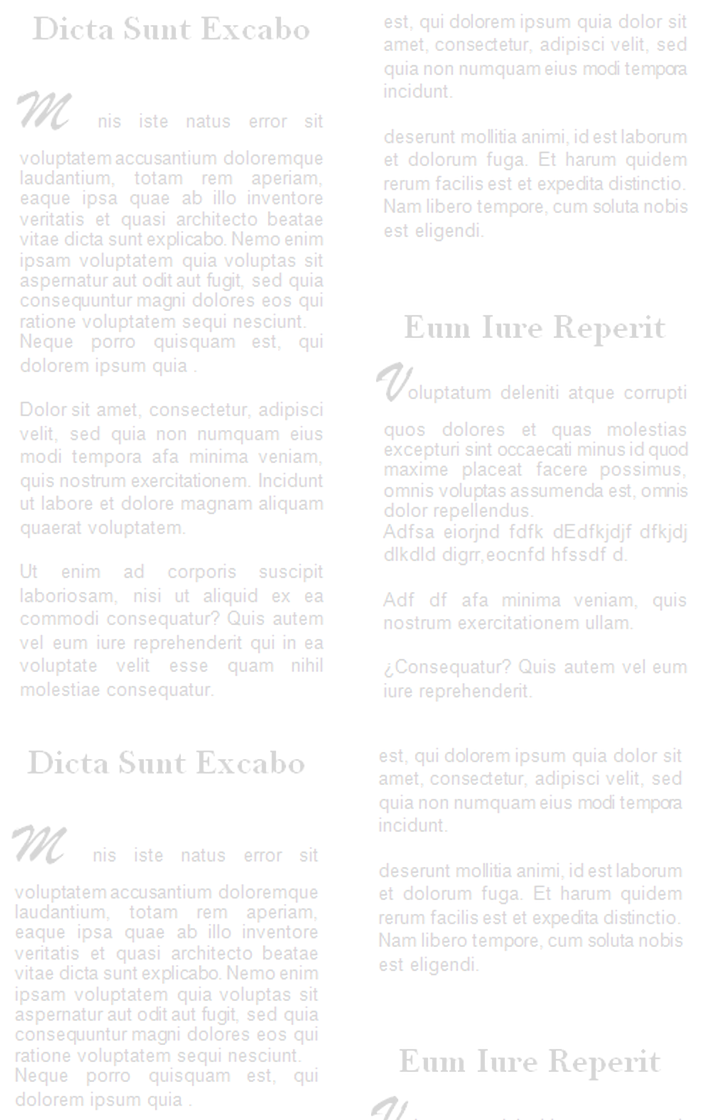 Dicta Sunt Excabo
M nis iste natus error sit
voluptatem accusantium doloremque
laudantium, totam rem aperiam,
eaque ipsa quae ab illo inventore
veritatis et quasi architecto beatae
vitae dicta sunt explicabo. Nemo enim
ipsam voluptatem quia voluptas sit
aspernatur aut odit aut fugit, sed quia
consequuntur magni dolores eos qui
ratione voluptatem sequi nesciunt.
Neque porro quisquam est, qui
dolorem ipsum quia .
Dolor sit amet, consectetur, adipisci
velit, sed quia non numquam eius
modi tempora afa minima veniam,
quis nostrum exercitationem. Incidunt
ut labore et dolore magnam aliquam
quaerat voluptatem.
Ut enim ad corporis suscipit
laboriosam, nisi ut aliquid ex ea
commodi consequatur? Quis autem
vel eum iure reprehenderit qui in ea
voluptate velit esse quam nihil
molestiae consequatur.
est, qui dolorem ipsum quia dolor sit
amet, consectetur, adipisci velit, sed
quia non numquam eius modi tempora
incidunt.
deserunt mollitia animi, id est laborum
et dolorum fuga. Et harum quidem
rerum facilis est et expedita distinctio.
Nam libero tempore, cum soluta nobis
est eligendi.
Eum Iure Reperit
Voluptatum deleniti atque corrupti
quos dolores et quas molestias
excepturi sint occaecati minus id quod
maxime placeat facere possimus,
omnis voluptas assumenda est, omnis
dolor repellendus.
Adfsa eiorjnd fdfk dEdfkjdjf dfkjdj
dlkdld digrr,eocnfd hfssdf d.
Adf df afa minima veniam, quis
nostrum exercitationem ullam.
¿Consequatur? Quis autem vel eum
iure reprehenderit.
Dicta Sunt Excabo
M nis iste natus error sit
voluptatem accusantium doloremque
laudantium, totam rem aperiam,
eaque ipsa quae ab illo inventore
veritatis et quasi architecto beatae
vitae dicta sunt explicabo. Nemo enim
ipsam voluptatem quia voluptas sit
aspernatur aut odit aut fugit, sed quia
consequuntur magni dolores eos qui
ratione voluptatem sequi nesciunt.
Neque porro quisquam est, qui
dolorem ipsum quia .
est, qui dolorem ipsum quia dolor sit
amet, consectetur, adipisci velit, sed
quia non numquam eius modi tempora
incidunt.
deserunt mollitia animi, id est laborum
et dolorum fuga. Et harum quidem
rerum facilis est et expedita distinctio.
Nam libero tempore, cum soluta nobis
est eligendi.
Eum Iure Reperit